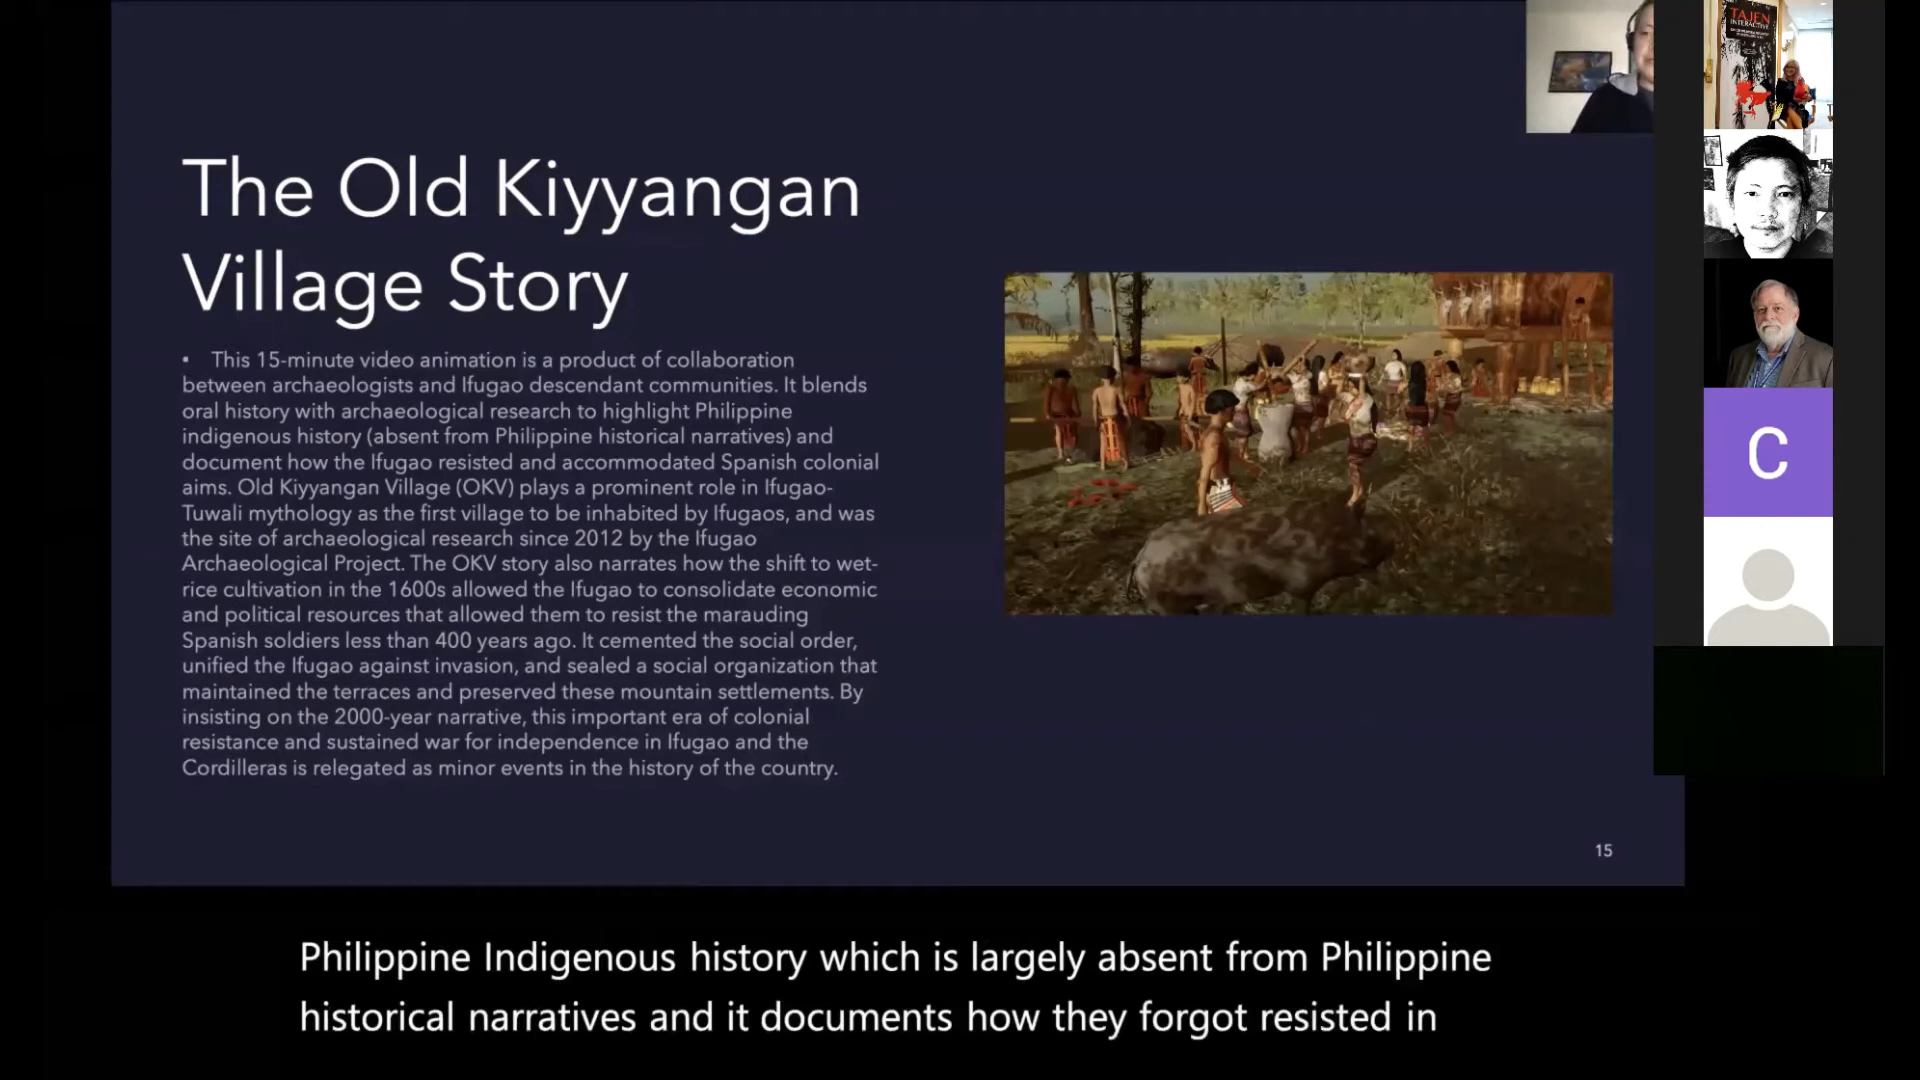 The Old Kiyyangan
Village Story
• This 15-minute video animation is a product of collaboration
between archaeologists and Ifugao descendant communities. It blends
oral history with archaeological research to highlight Philippine
indigenous history (absent from Philippine historical narratives) and
document how the Ifugao resisted and accommodated Spanish colonial
aims. Old Kiyyangan Village (OKV) plays a prominent role in Ifugao-
Tuwali mythology as the first village to be inhabited by Ifugaos, and was
the site of archaeological research since 2012 by the Ifugao
Archaeological Project. The OKV story also narrates how the shift to wet-
rice cultivation in the 1600s allowed the Ifugao to consolidate economic
and political resources that allowed them to resist the marauding
Spanish soldiers less than 400 years ago. It cemented the social order,
unified the Ifugao against invasion, and sealed a social organization that
maintained the terraces and preserved these mountain settlements. By
insisting on the 2000-year narrative, this important era of colonial
resistance and sustained war for independence in Ifugao and the
Cordilleras is relegated as minor events in the history of the country.
15
TAJEN
INTERACTIVE
C
Philippine Indigenous history which is largely absent from Philippine
historical narratives and it documents how they forgot resisted in